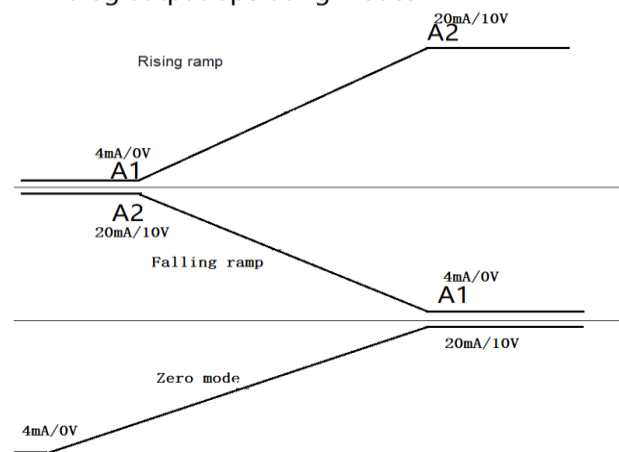 20mA/10V
A2
Rising ramp
4mA/0V
A1
A2
20mA/10V
Falling ramp
4mA/0V
A1
20mA/10V
Zero mode
4mA/0V